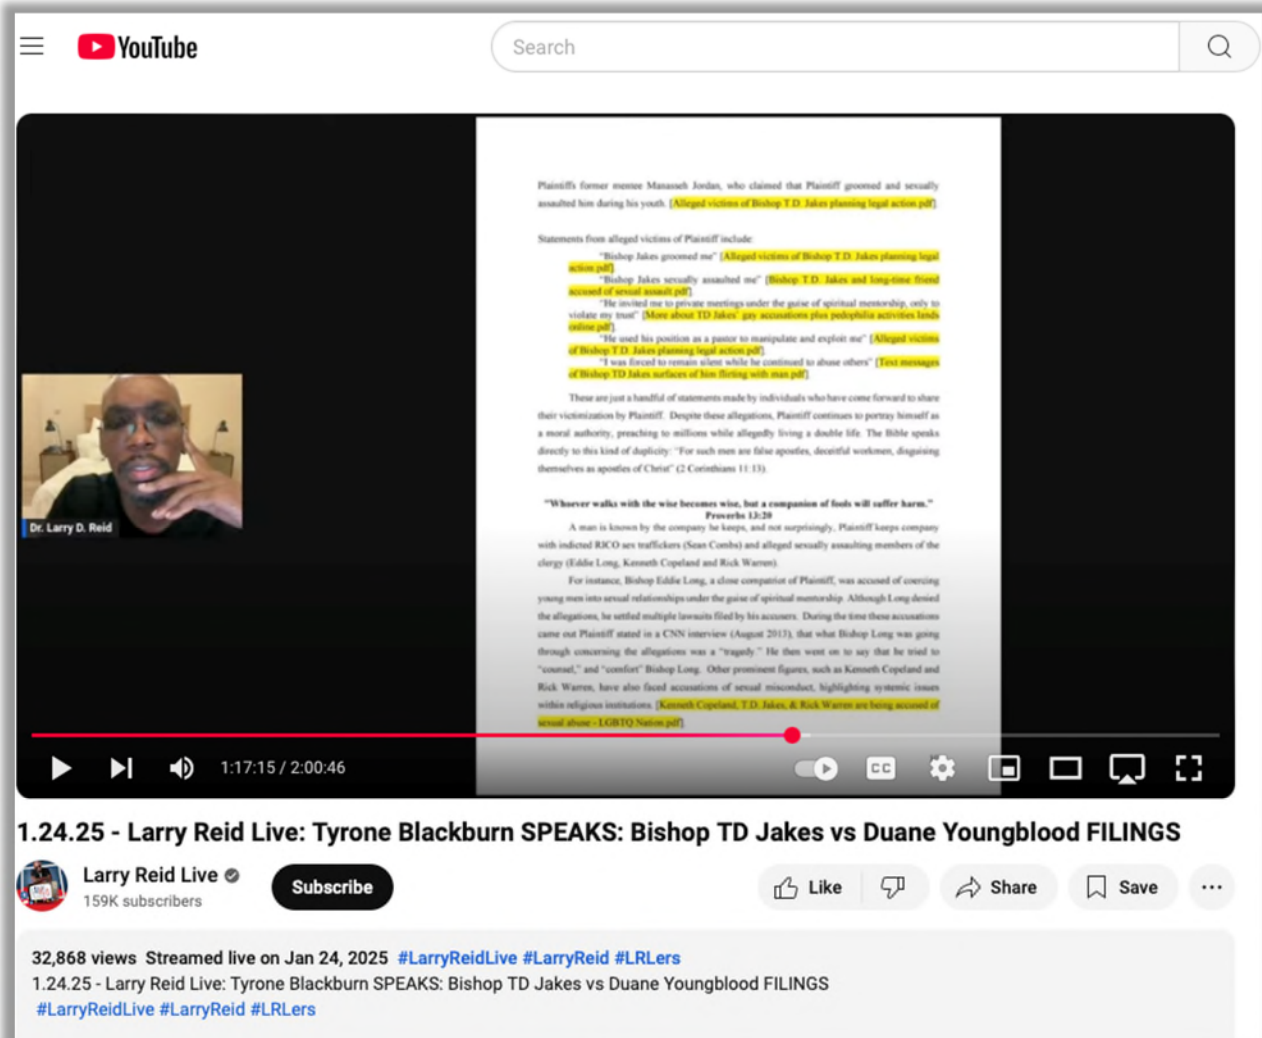 YouTube
Search
Plaintiff's former mentee Manasseh Jordan, who claimed that Plaintiff groomed and sexually
assaulted him during his youth. [Alleged victims of Bishop T.D. Jakes planning legal action.pdf].
Statements from alleged victims of Plaintiff include:
"Bishop Jakes groomed me" [Alleged victims of Bishop T.D. Jakes planning legal
action.pdf].
"Bishop Jakes sexually assaulted me" [Bishop T.D. Jakes and long-time friend
accused of sexual assault.pdf].
"He invited me to private meetings under the guise of spiritual mentorship, only to
violate my trust" [More about TD Jakes' gay accusations plus pedophilia activities lands
online.pdf].
"He used his position as a pastor to manipulate and exploit me" [Alleged victims
of Bishop T.D. Jakes planning legal action.pdf].
"I was forced to remain silent while he continued to abuse others" [Text messages
of Bishop TD Jakes surfaces of him flirting with man.pdf].
These are just a handful of statements made by individuals who have come forward to share
their victimization by Plaintiff. Despite these allegations, Plaintiff continues to portray himself as
a moral authority, preaching to millions while allegedly living a double life. The Bible speaks
directly to this kind of duplicity: "For such men are false apostles, deceitful workmen, disguising
themselves as apostles of Christ" (2 Corinthians 11:13).
"Whoever walks with the wise becomes wise, but a companion of fools will suffer harm."
Proverbs 13:20
A man is known by the company he keeps, and not surprisingly, Plaintiff keeps company
with indicted RICO sex traffickers (Sean Combs) and alleged sexually assaulting members of the
clergy (Eddie Long, Kenneth Copeland and Rick Warren).
For instance, Bishop Eddie Long, a close compatriot of Plaintiff, was accused of coercing
young men into sexual relationships under the guise of spiritual mentorship. Although Long denied
the allegations, he settled multiple lawsuits filed by his accusers. During the time these accusations
came out Plaintiff stated in a CNN interview (August 2013), that what Bishop Long was going
through concerning the allegations was a "tragedy." He then went on to say that he tried to
"counsel," and "comfort" Bishop Long. Other prominent figures, such as Kenneth Copeland and
Rick Warren, have also faced accusations of sexual misconduct, highlighting systemic issues
within religious institutions. [Kenneth Copeland, T.D. Jakes, & Rick Warren are being accused of
sexual abuse - LGBTQ Nation.pdf].
Dr. Larry D. Reid
1:17:15 / 2:00:46
CC
1.24.25 - Larry Reid Live: Tyrone Blackburn SPEAKS: Bishop TD Jakes vs Duane Youngblood FILINGS
Larry Reid Live
159K subscribers
Subscribe
Like
Share
Save
32,868 views Streamed live on Jan 24, 2025 #LarryReidLive #LarryReid #LRLers
1.24.25 - Larry Reid Live: Tyrone Blackburn SPEAKS: Bishop TD Jakes vs Duane Youngblood FILINGS
#LarryReidLive #LarryReid #LRLers